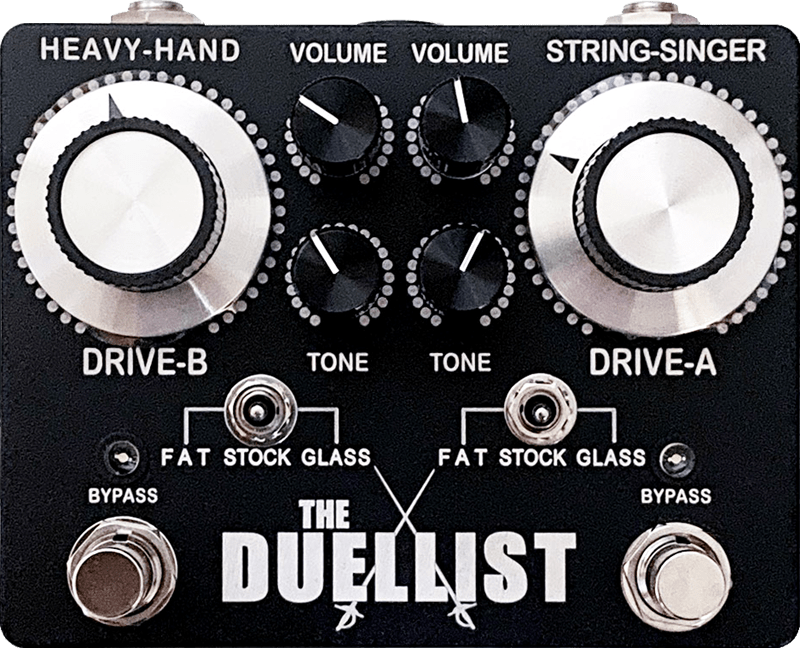 HEAVY-HAND VOLUME VOLUME STRING-SINGER
DRIVE-B TONE TONE DRIVE-A
FAT STOCK GLASS FAT STOCK GLASS
BYPASS BYPASS
THE
DUELLIST